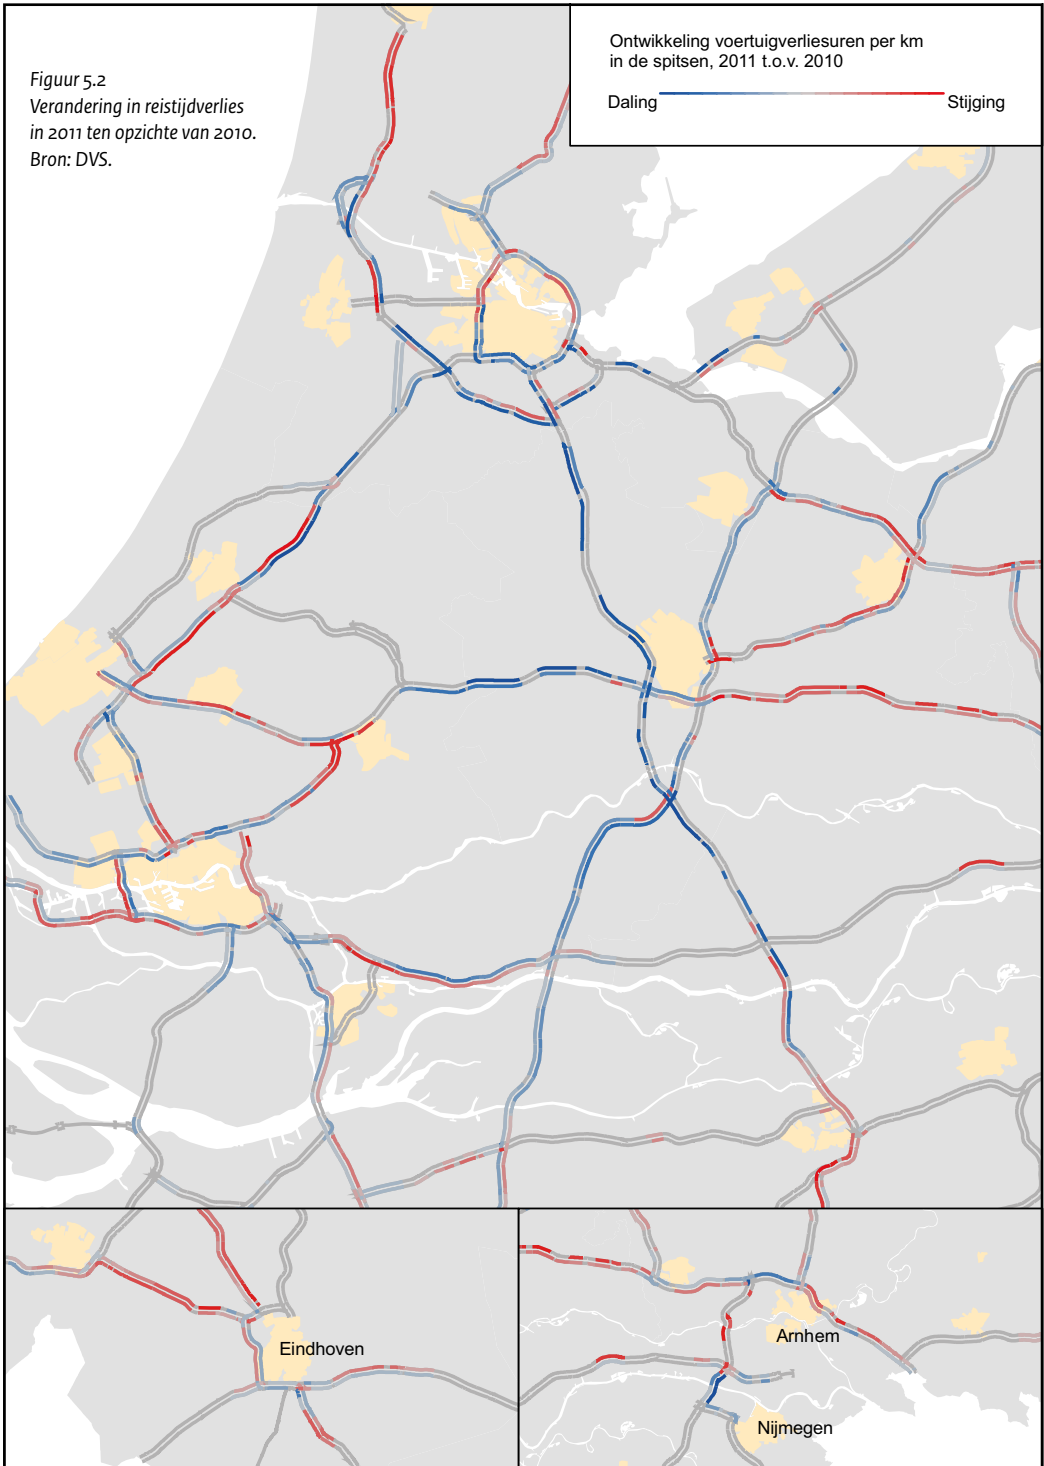 Figuur 5.2
Verandering in reistijdverlies
in 2011 ten opzichte van 2010.
Bron: DVS.
Ontwikkeling voertuigverliesuren per km
in de spitsen, 2011 t.o.v. 2010
Daling
Stijging
Eindhoven
Arnhem
Nijmegen